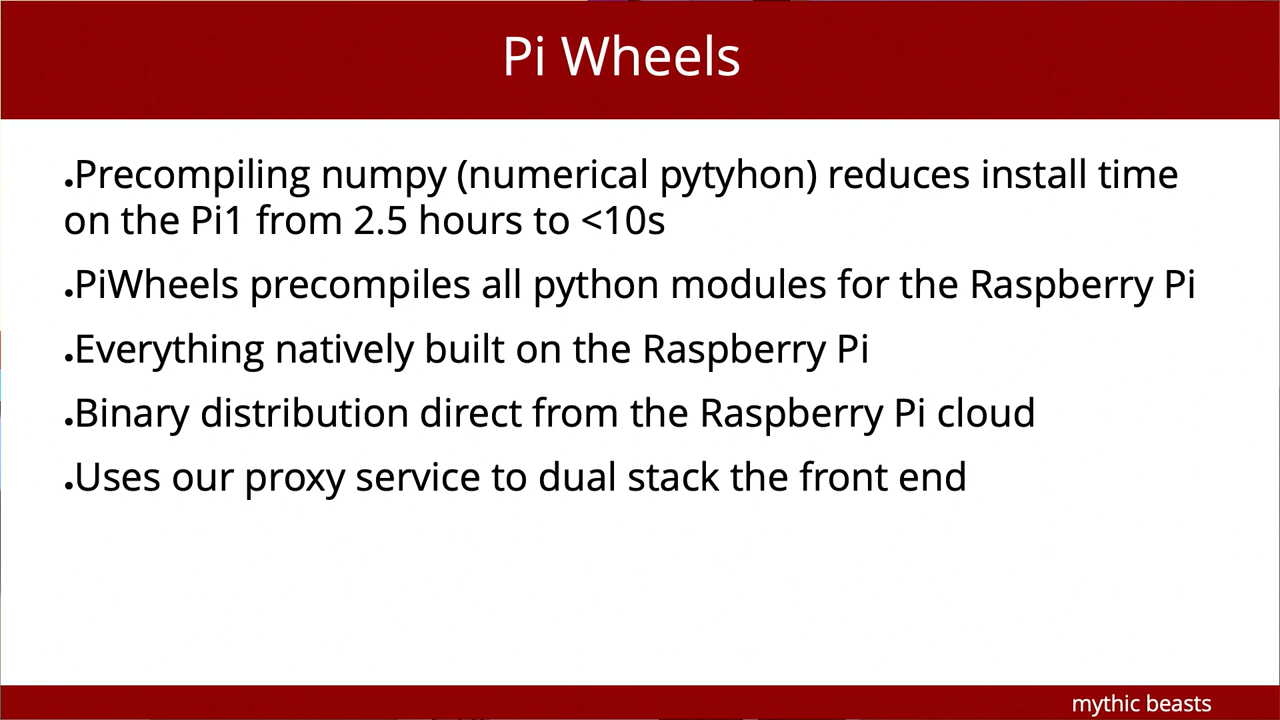 Pi Wheels
●Precompiling numpy (numerical pytyhon) reduces install time
on the Pi1 from 2.5 hours to <10s
●PiWheels precompiles all python modules for the Raspberry Pi
●Everything natively built on the Raspberry Pi
●Binary distribution direct from the Raspberry Pi cloud
●Uses our proxy service to dual stack the front end
mythic beasts